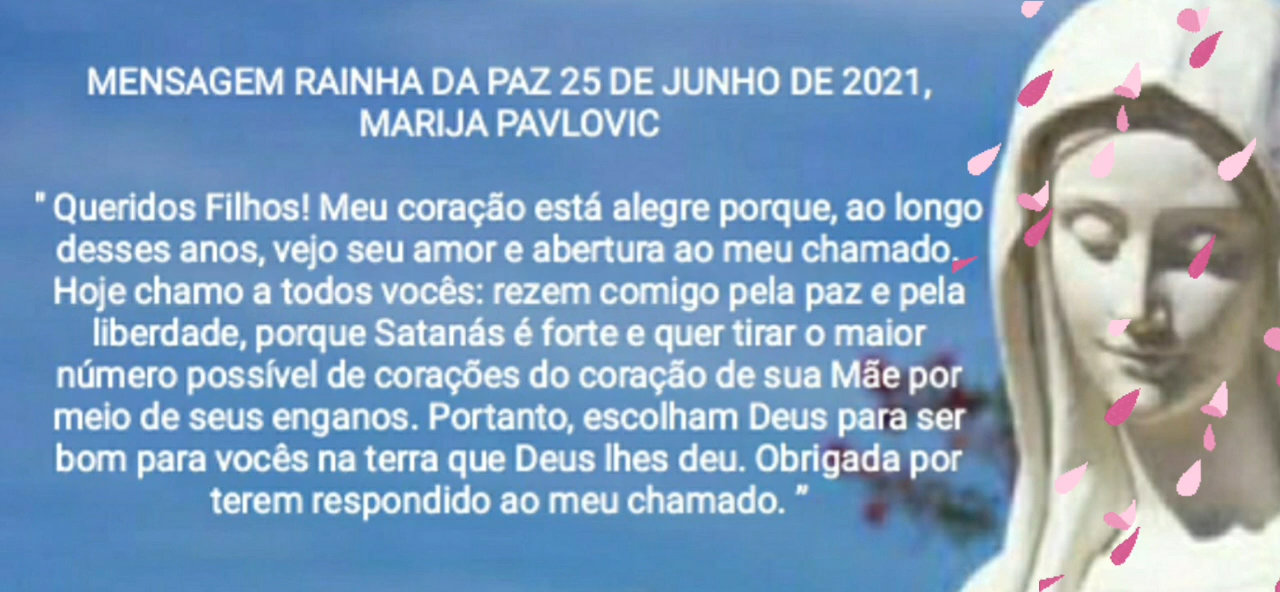 MENSAGEM RAINHA DA PAZ 25 DE JUNHO DE 2021,
MARIJA PAVLOVIC
" Queridos Filhos! Meu coração está alegre porque, ao longo
desses anos, vejo seu amor e abertura ao meu chamado.
Hoje chamo a todos vocês: rezem comigo pela paz e pela
liberdade, porque Satanás é forte e quer tirar o maior
número possível de corações do coração de sua Mãe por
meio de seus enganos. Portanto, escolham Deus para ser
bom para vocês na terra que Deus lhes deu. Obrigada por
terem respondido ao meu chamado. ”